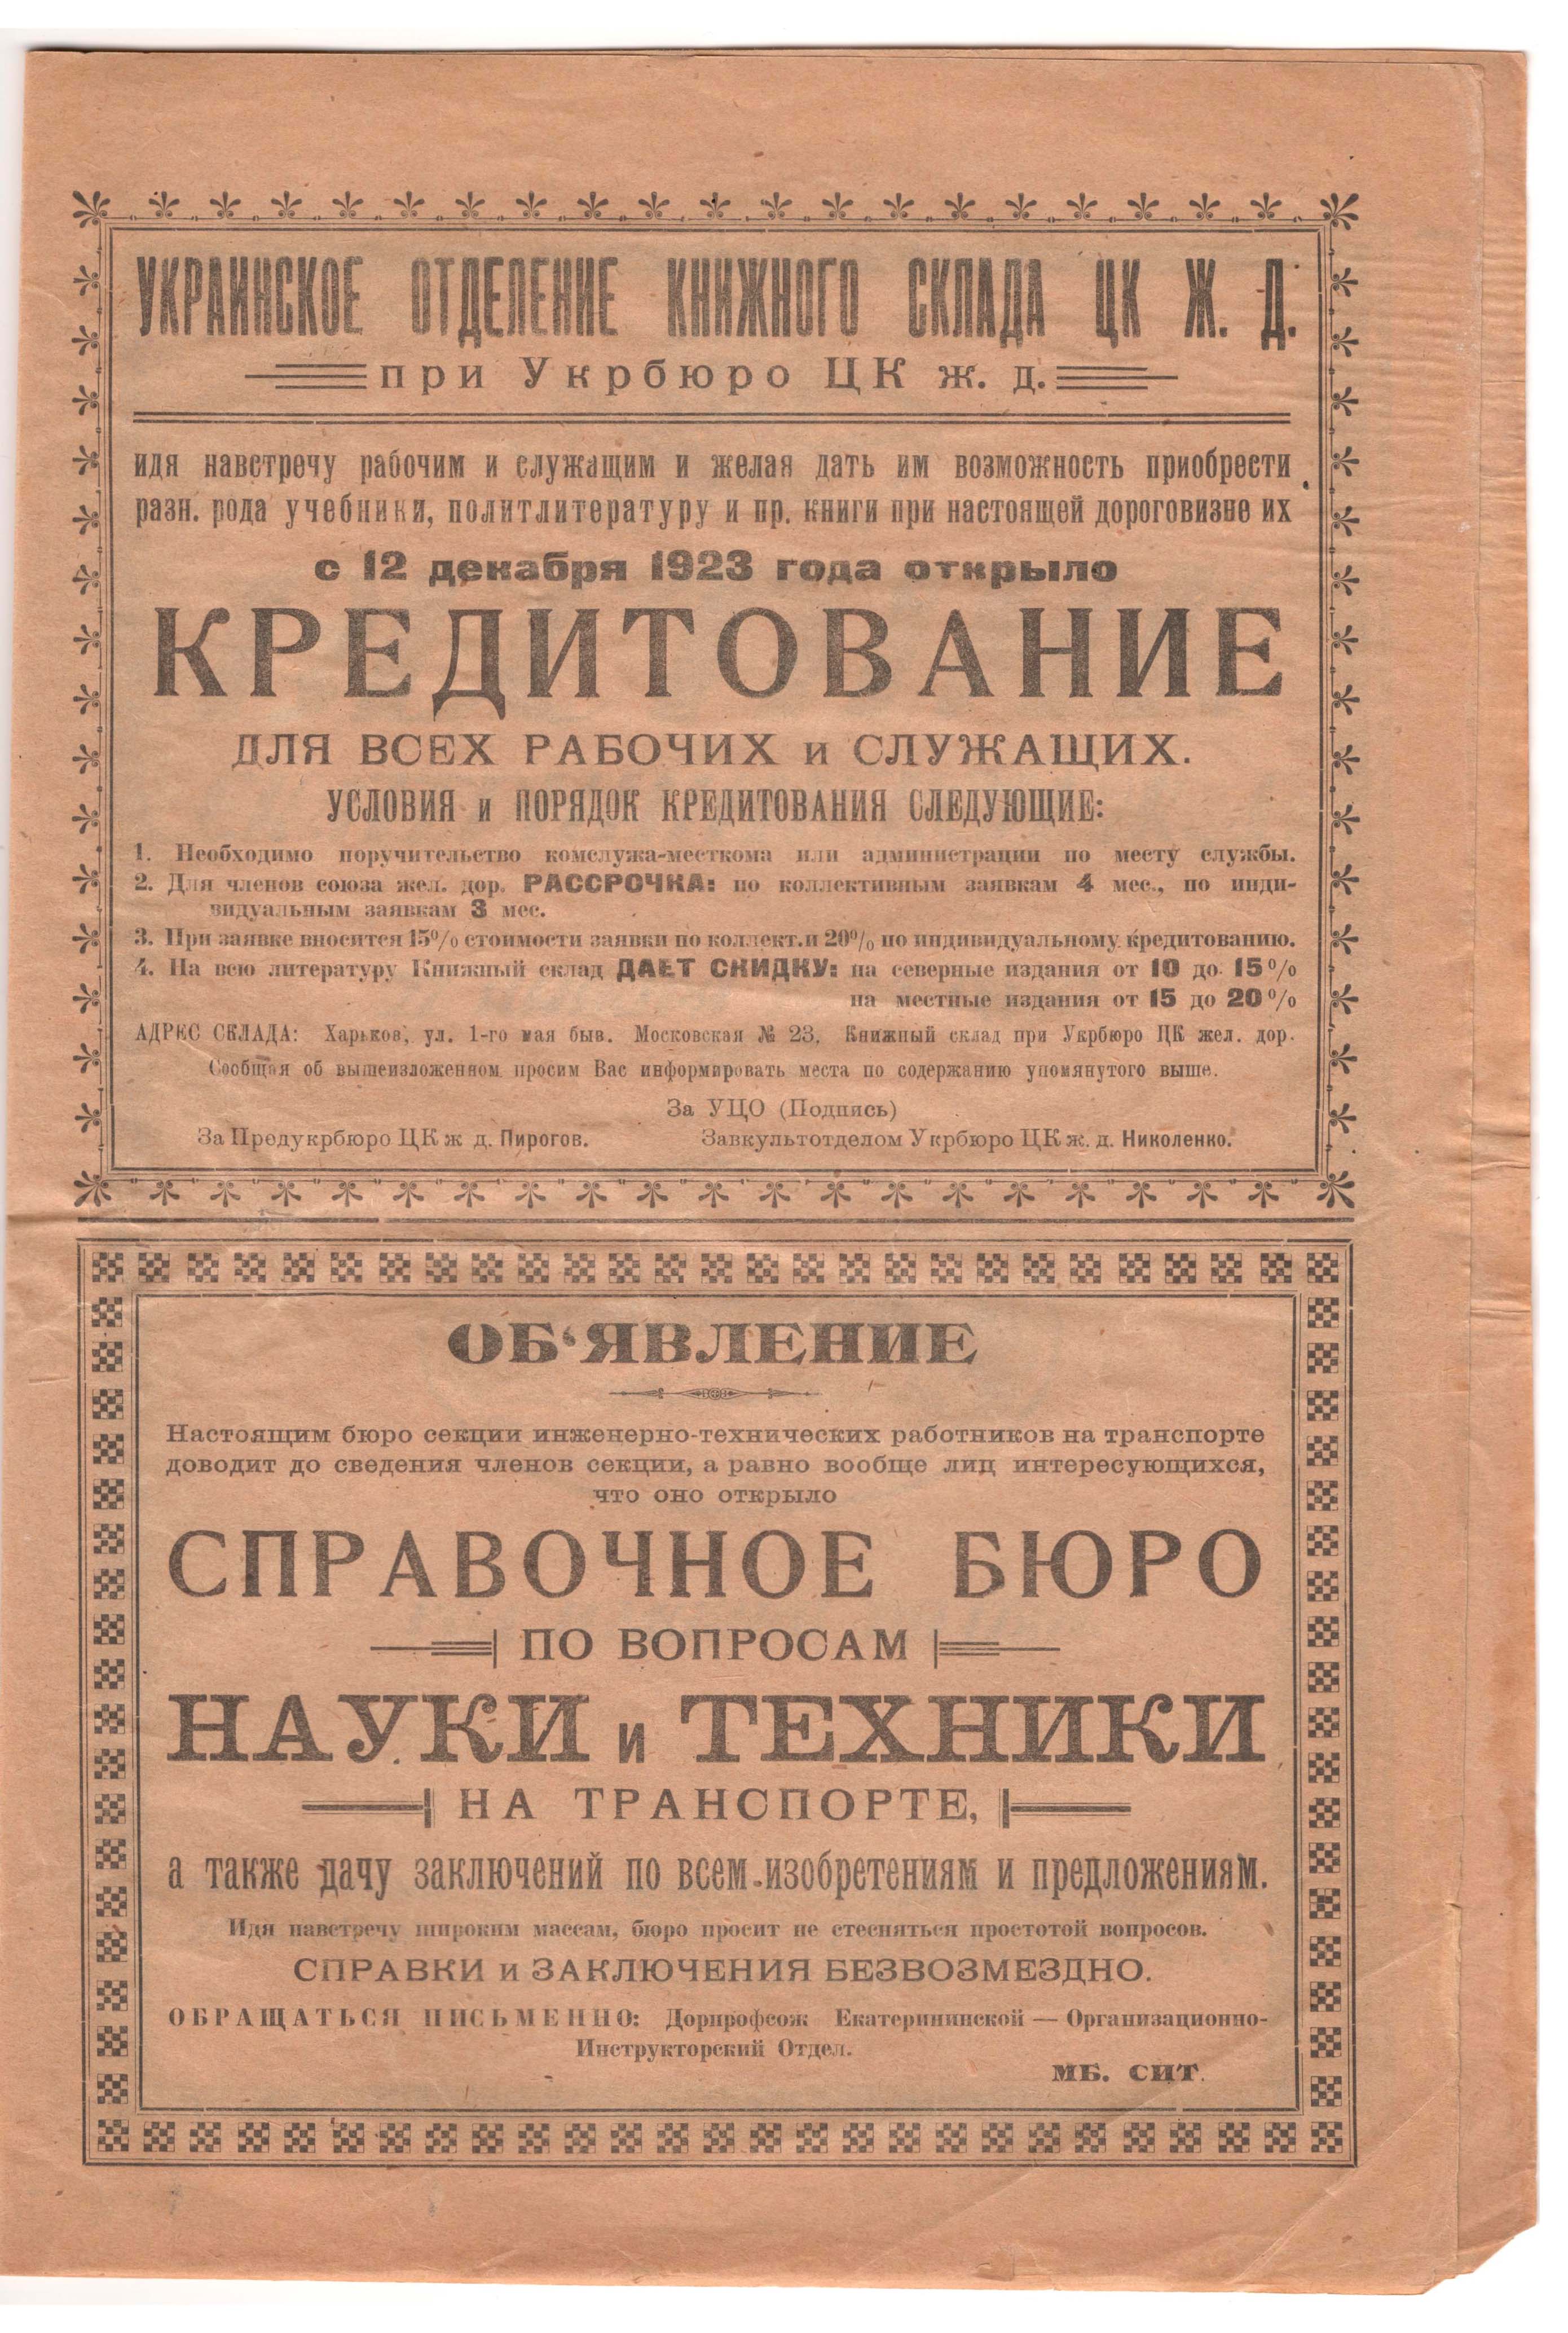 УКРАИНСКОЕ ОТДЕЛЕНИЕ КНИЖНОГО СКЛАДА ЦК Ж. Д.
при Укрбюро ЦК ж. д.
идя навстречу рабочим и служащим и желая дать им возможность приобрести
разн. рода учебники, политлитературу и пр. книги при настоящей дороговизне их
с 12 декабря 1923 года открыло
КРЕДИТОВАНИЕ
ДЛЯ ВСЕХ РАБОЧИХ и СЛУЖАЩИХ.
УСЛОВИЯ и ПОРЯДОК КРЕДИТОВАНИЯ СЛЕДУЮЩИЕ:
1. Необходимо поручительство комслужа-месткома или администрации по месту службы.
2. Для членов союза жел. дор. РАССРОЧКА: по коллективным заявкам 4 мес., по инди-
видуальным заявкам 3 мес.
3. При заявке вносится 15% стоимости заявки по коллект. и 20% по индивидуальному кредитованию.
4. На всю литературу Книжный склад ДАЕТ СКИДКУ: на северные издания от 10 до 15%
на местные издания от 15 до 20%
АДРЕС СКЛАДА: Харьков, ул. 1-го мая быв. Московская № 23, Книжный склад при Укрбюро ЦК жел. дор.
Сообщая об вышеизложенном просим Вас информировать места по содержанию упомянутого выше.
За УЦО (Подпись)
За Предукрбюро ЦК ж д. Пирогов. Завкультотделом Укрбюро ЦК ж. д. Николенко.
ОБ‘ЯВЛЕНИЕ
Настоящим бюро секции инженерно-технических работников на транспорте
доводит до сведения членов секции, а равно вообще лиц интересующихся,
что оно открыло
СПРАВОЧНОЕ БЮРО
ПО ВОПРОСАМ
НАУКИ и ТЕХНИКИ
НА ТРАНСПОРТЕ,
а также дачу заключений по всем изобретениям и предложениям.
Идя навстречу широким массам, бюро просит не стесняться простотой вопросов.
СПРАВКИ и ЗАКЛЮЧЕНИЯ БЕЗВОЗМЕЗДНО.
ОБРАЩАТЬСЯ ПИСЬМЕННО: Дорпрофсож Екатерининской — Организационно-
Инструкторский Отдел.
МБ. СИТ.